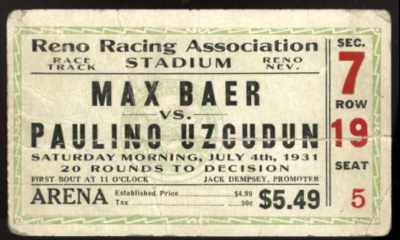 Reno Racing Association
RACE TRACK STADIUM RENO NEV.
MAX BAER
VS.
PAULINO UZCUDUN
SATURDAY MORNING, JULY 4th, 1931
20 ROUNDS TO DECISION
FIRST BOUT AT 11 O'CLOCK JACK DEMPSEY, PROMOTER
ARENA Established Price $4.99 $5.49
Tax 50c
SEC.
7
ROW
19
SEAT
5